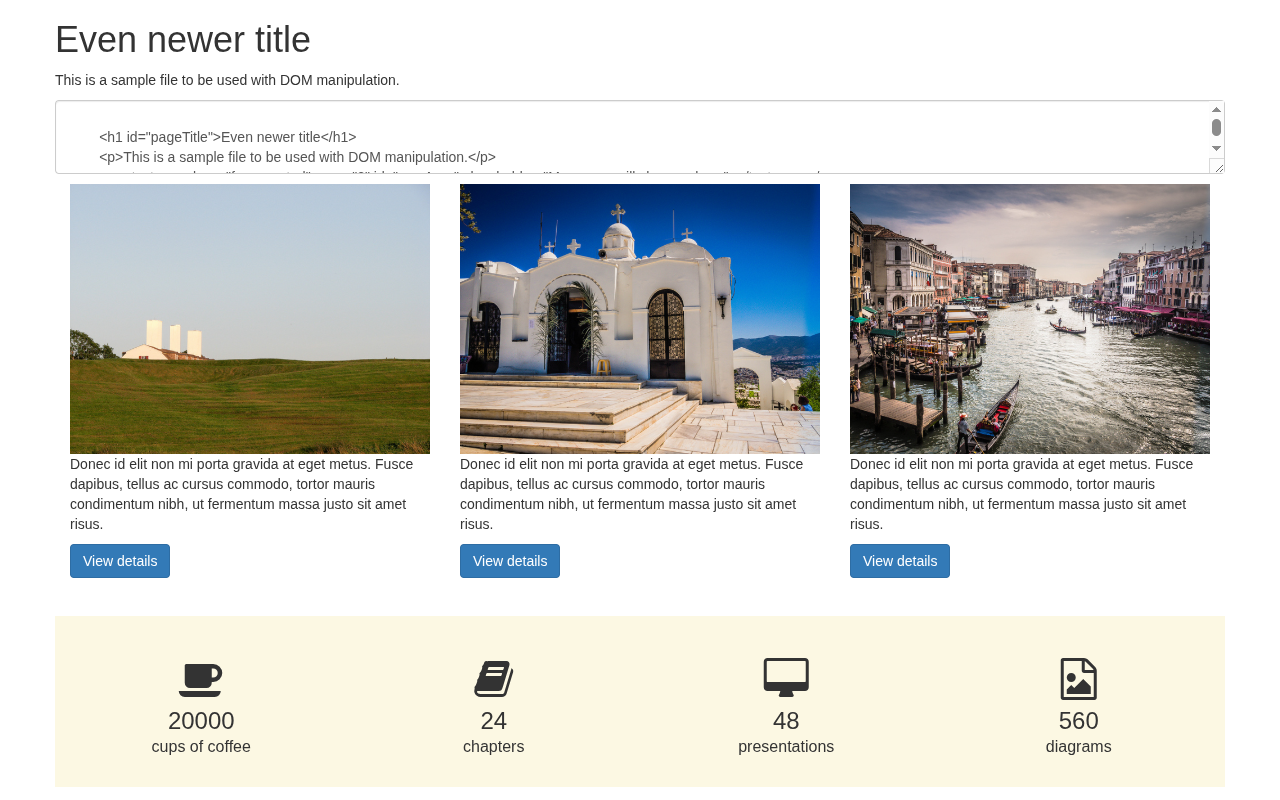 Even newer title
This is a sample file to be used with DOM manipulation.
<h1 id="pageTitle">Even newer title</h1>
<p>This is a sample file to be used with DOM manipulation.</p>
Donec id elit non mi porta gravida at eget metus. Fusce
dapibus, tellus ac cursus commodo, tortor mauris
condimentum nibh, ut fermentum massa justo sit amet
risus.
View details
Donec id elit non mi porta gravida at eget metus. Fusce
dapibus, tellus ac cursus commodo, tortor mauris
condimentum nibh, ut fermentum massa justo sit amet
risus.
View details
Donec id elit non mi porta gravida at eget metus. Fusce
dapibus, tellus ac cursus commodo, tortor mauris
condimentum nibh, ut fermentum massa justo sit amet
risus.
View details
20000
cups of coffee
24
chapters
48
presentations
560
diagrams